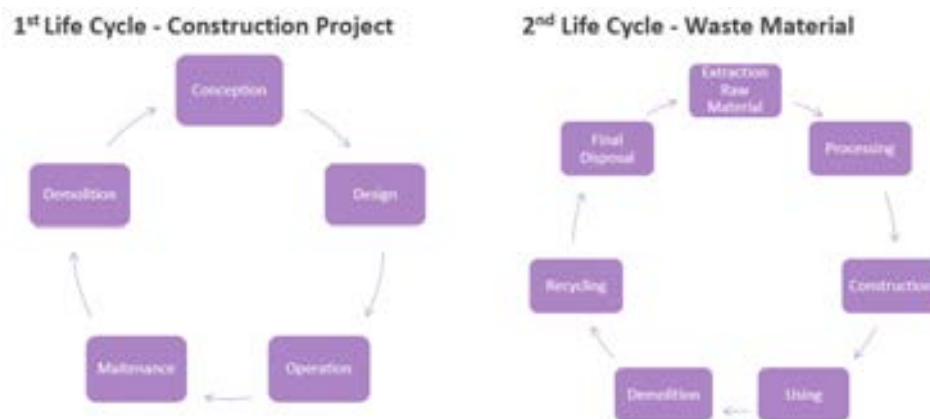 1st Life Cycle - Construction Project
Conception
Design
Operation
Maitenance
Demolition
2nd Life Cycle - Waste Material
Extraction
Raw
Material
Processing
Construction
Using
Demolition
Recycling
Final
Disposal